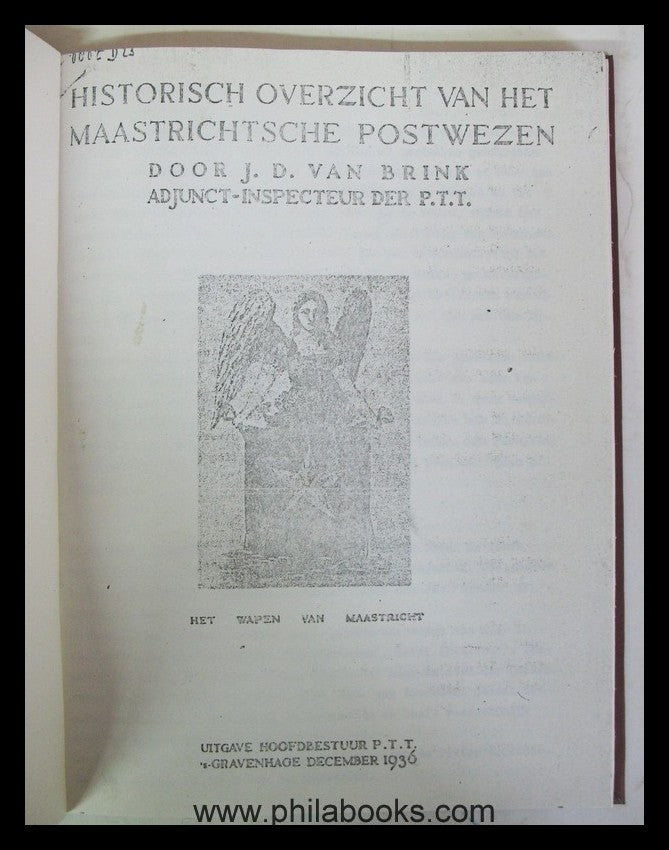 HISTORISCH OVERZICHT VAN HET
MAASTRICHTSCHE POSTWEZEN
DOOR J. D. VAN BRINK
ADJUNCT-INSPECTEUR DER P.T.T.
HET WAPEN VAN MAASTRICHT
UITGAVE HOOFDBESTUUR P.T.T.
'S-GRAVENHAGE DECEMBER 1936
www.philabooks.com